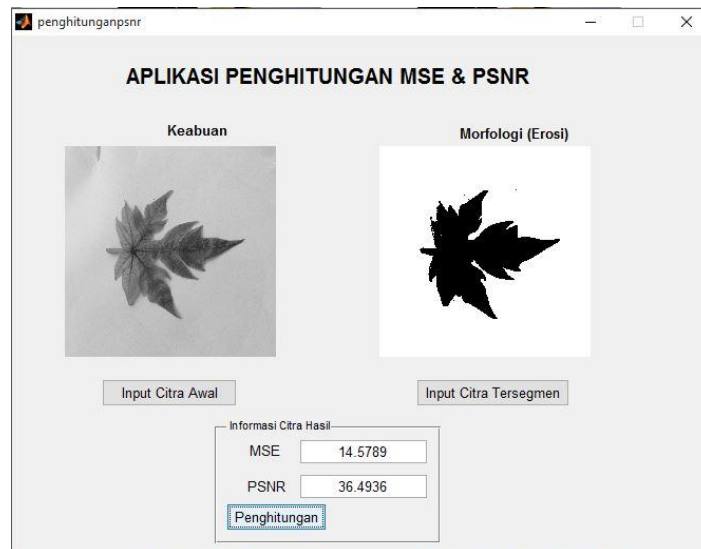 penghitunganpsnr
APLIKASI PENGHITUNGAN MSE & PSNR
Keabuan
Morfologi (Erosi)
Input Citra Awal
Input Citra Tersegmen
Informasi Citra Hasil
MSE 14.5789
PSNR 36.4936
Penghitungan